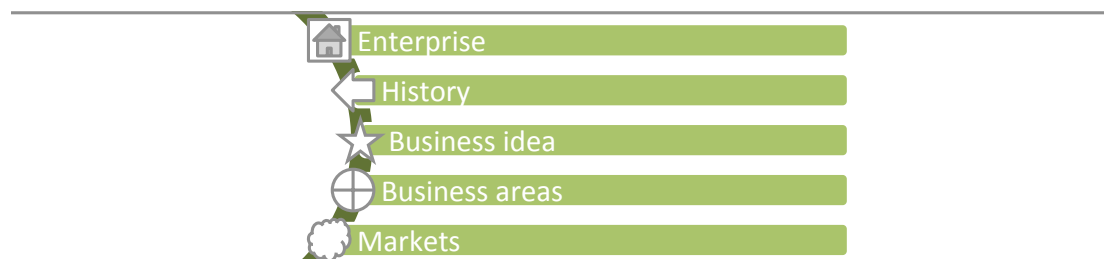 Enterprise
History
Business idea
Business areas
Markets